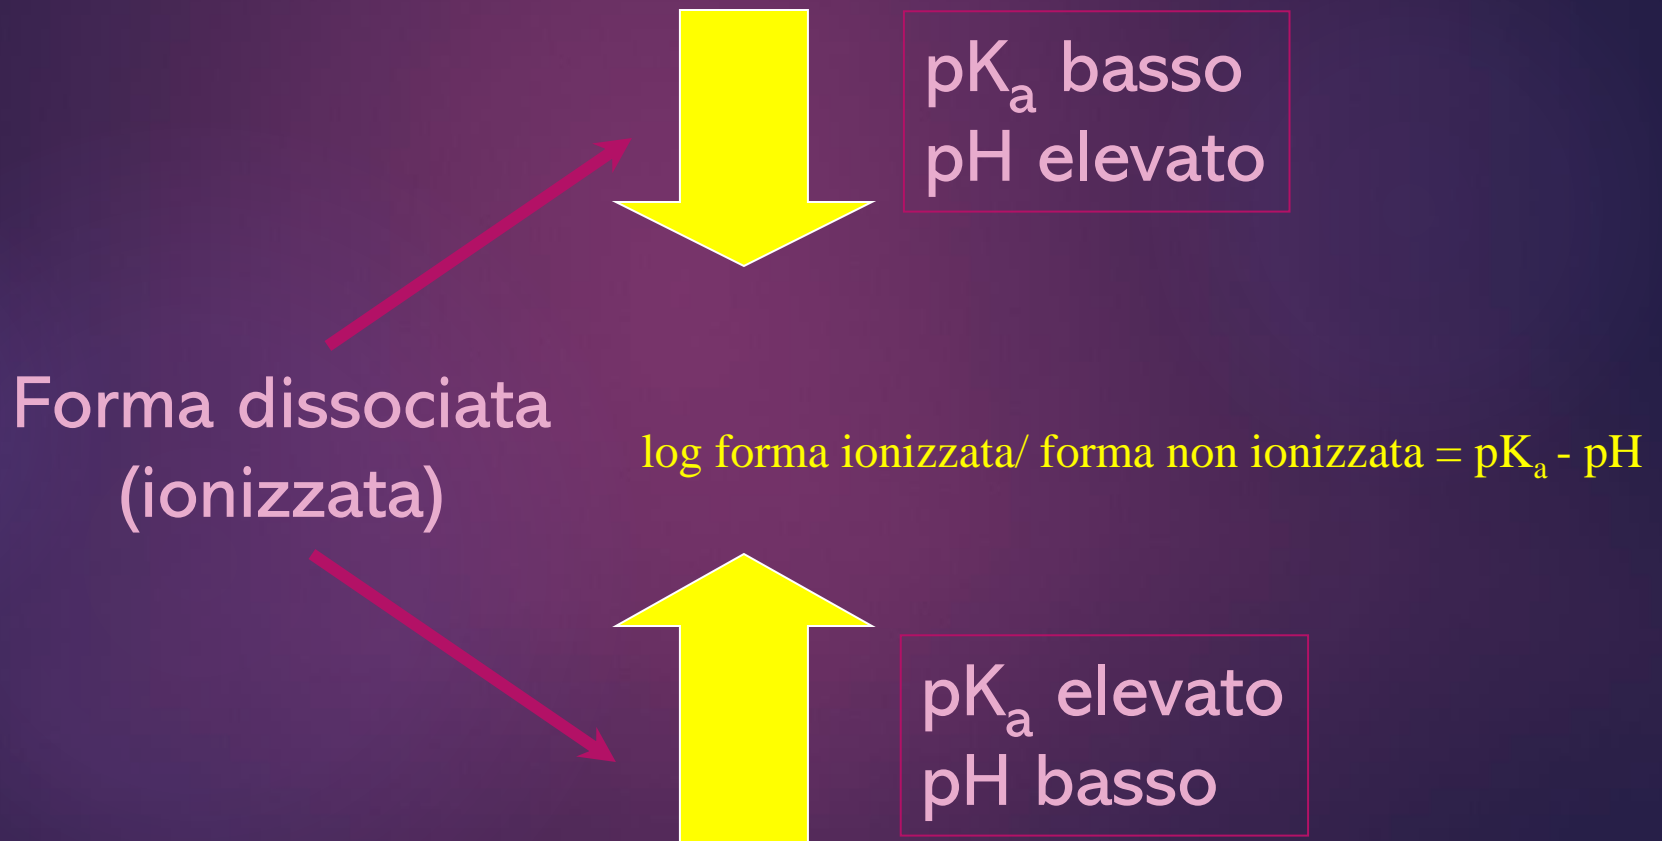 pKa basso
pH elevato
Forma dissociata
(ionizzata)
log forma ionizzata/ forma non ionizzata = pKa - pH
pKa elevato
pH basso